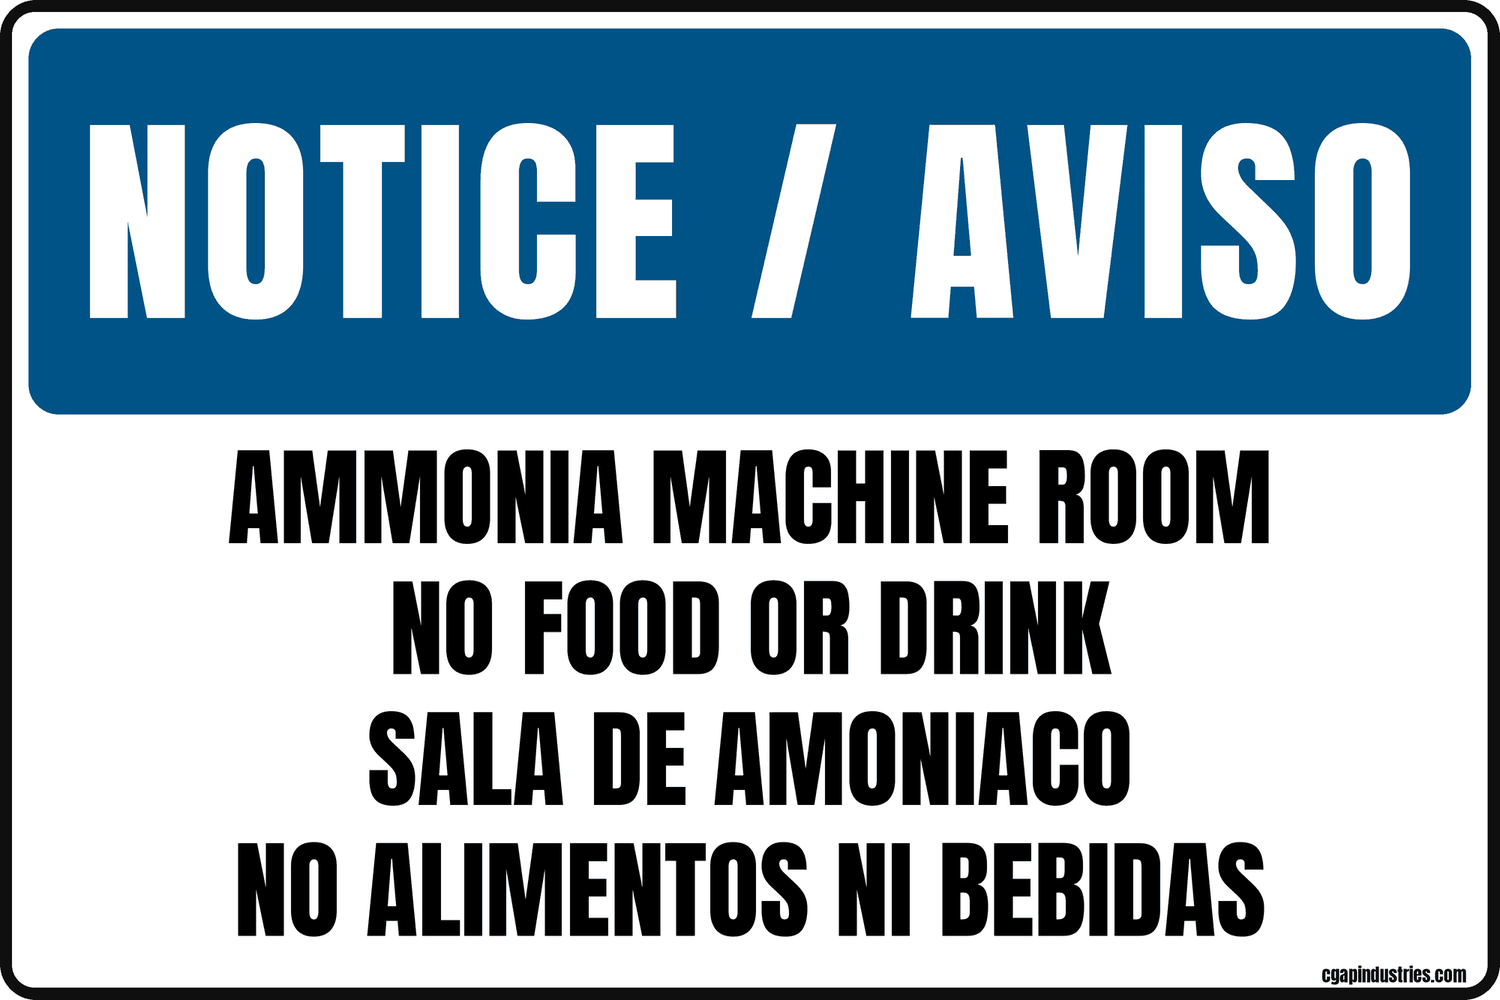 NOTICE / AVISO
AMMONIA MACHINE ROOM
NO FOOD OR DRINK
SALA DE AMONIACO
NO ALIMENTOS NI BEBIDAS
cgapindustries.com